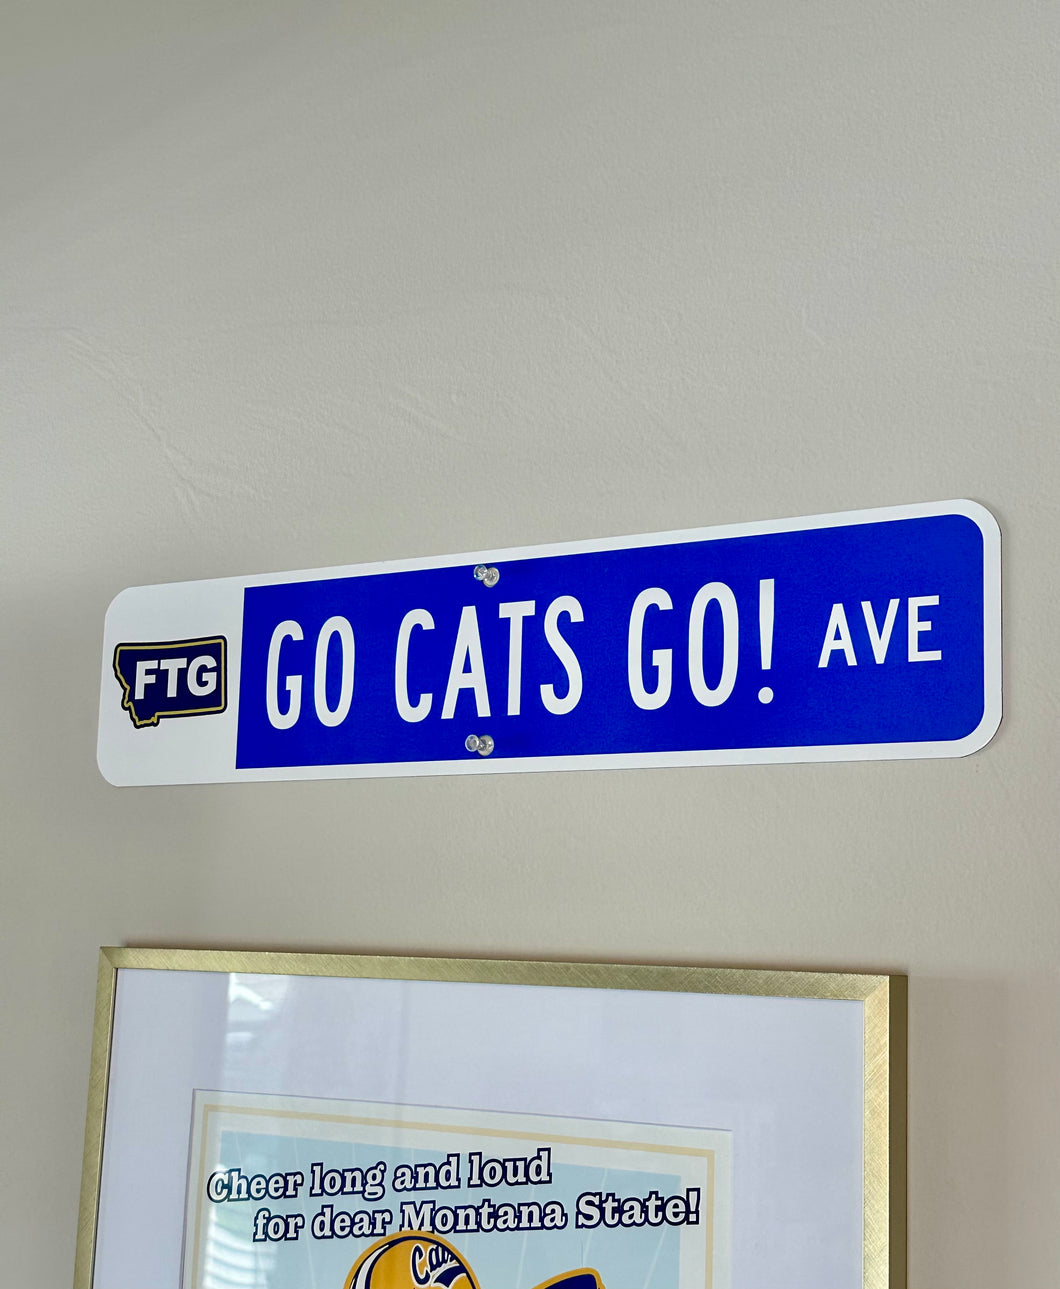 FTG
GO CATS GO! AVE
Cheer long and loud
for dear Montana State!